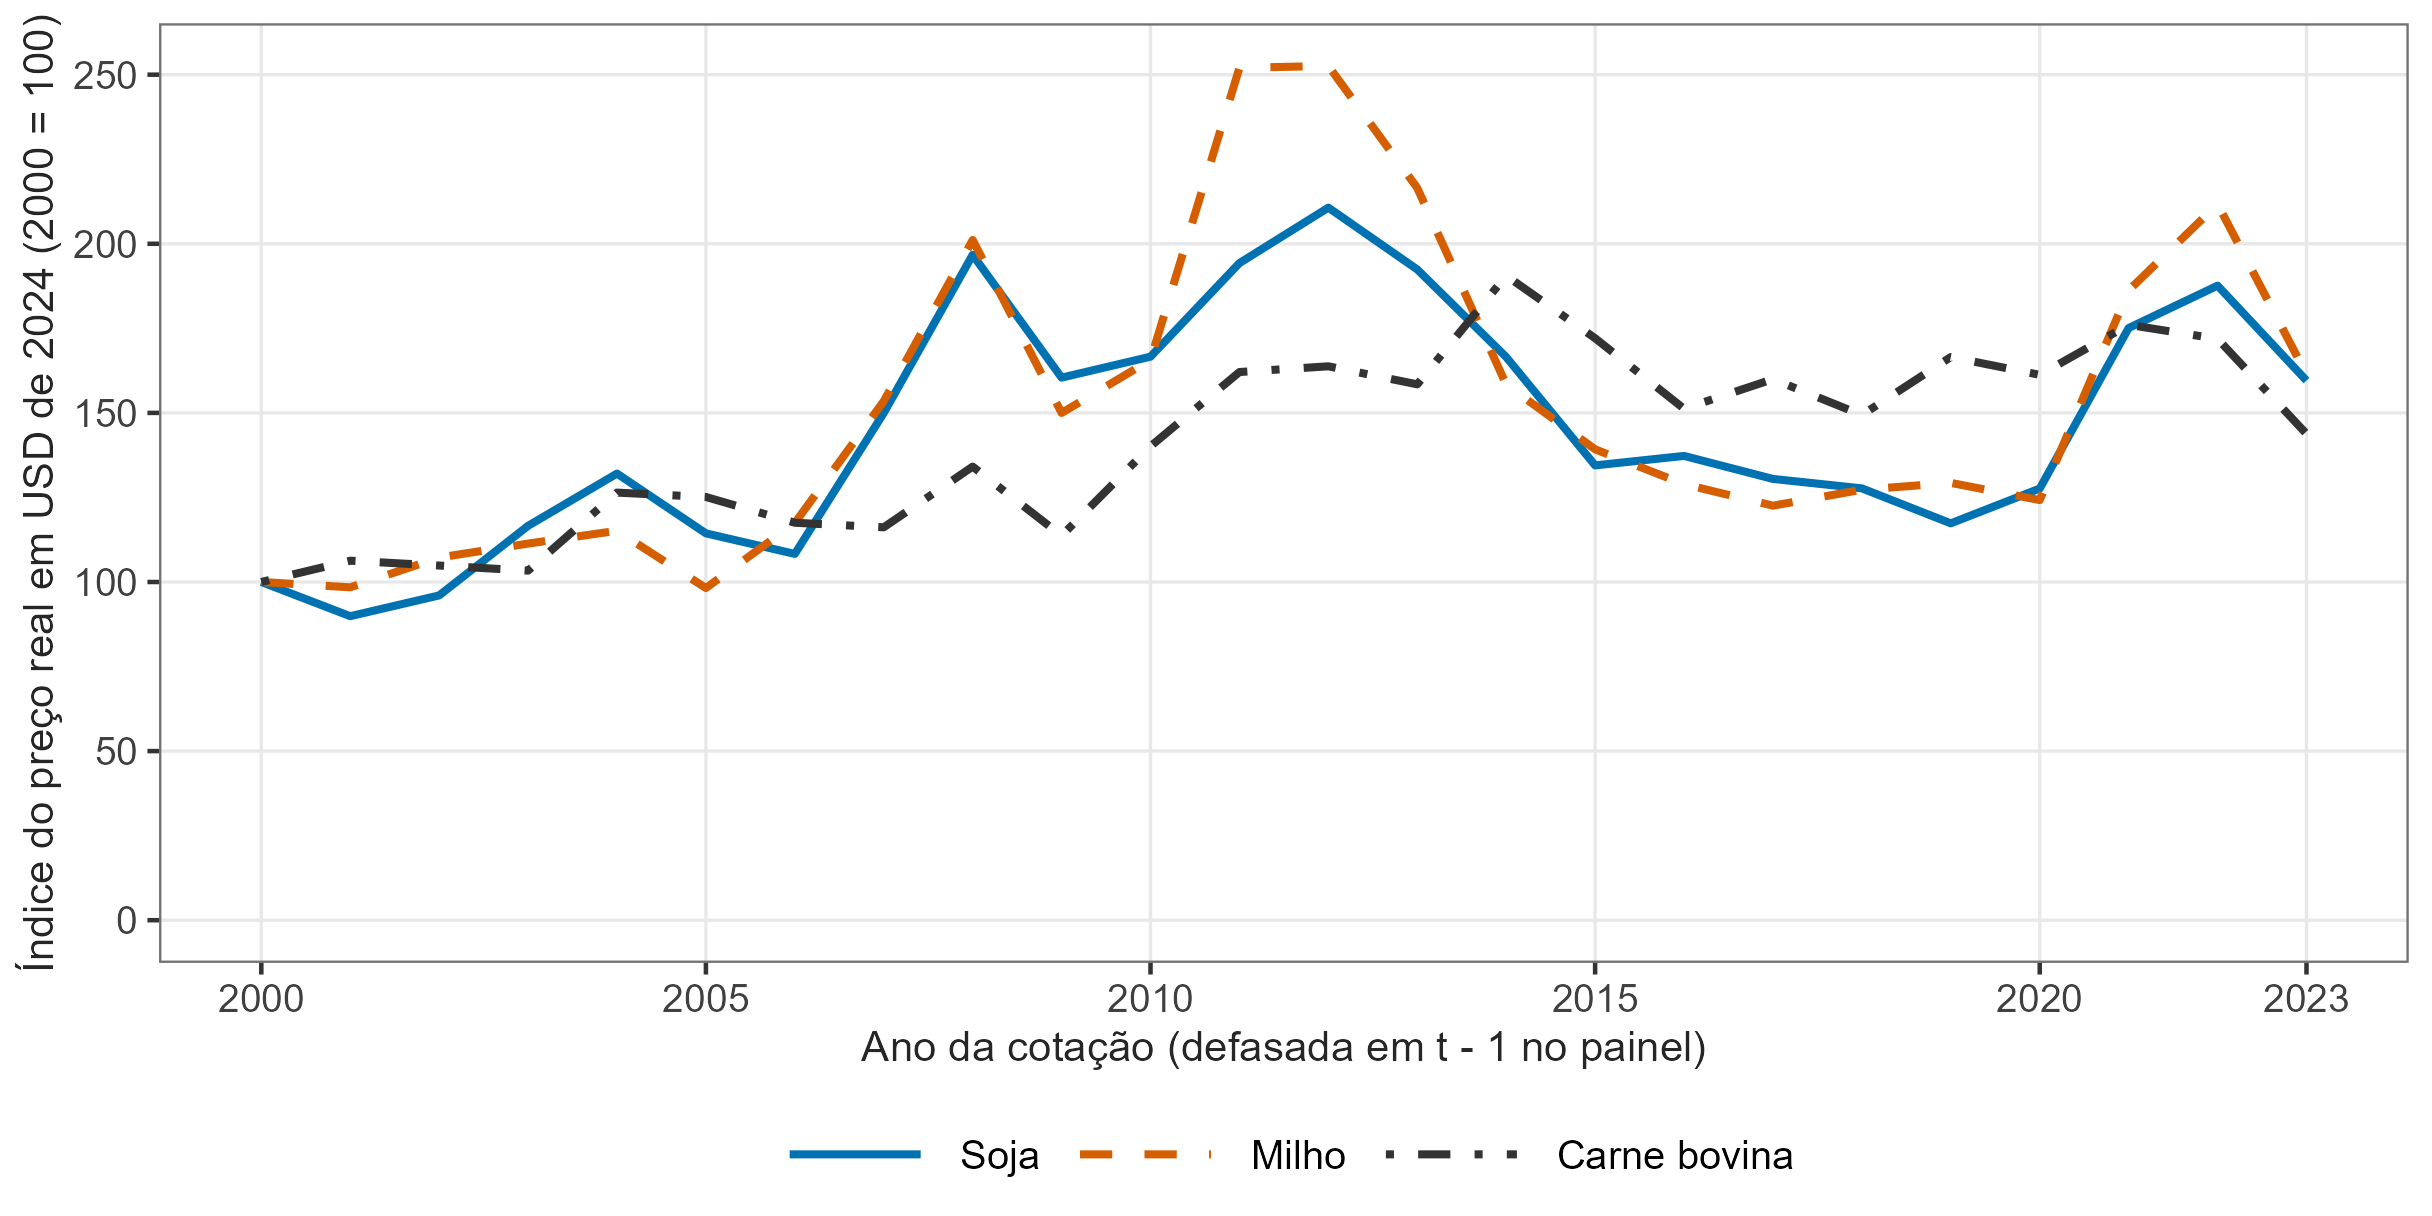 Índice do preço real em USD de 2024 (2000 = 100)
250
200
150
100
50
0
2000 2005 2010 2015 2020 2023
Ano da cotação (defasada em t - 1 no painel)
Soja Milho Carne bovina